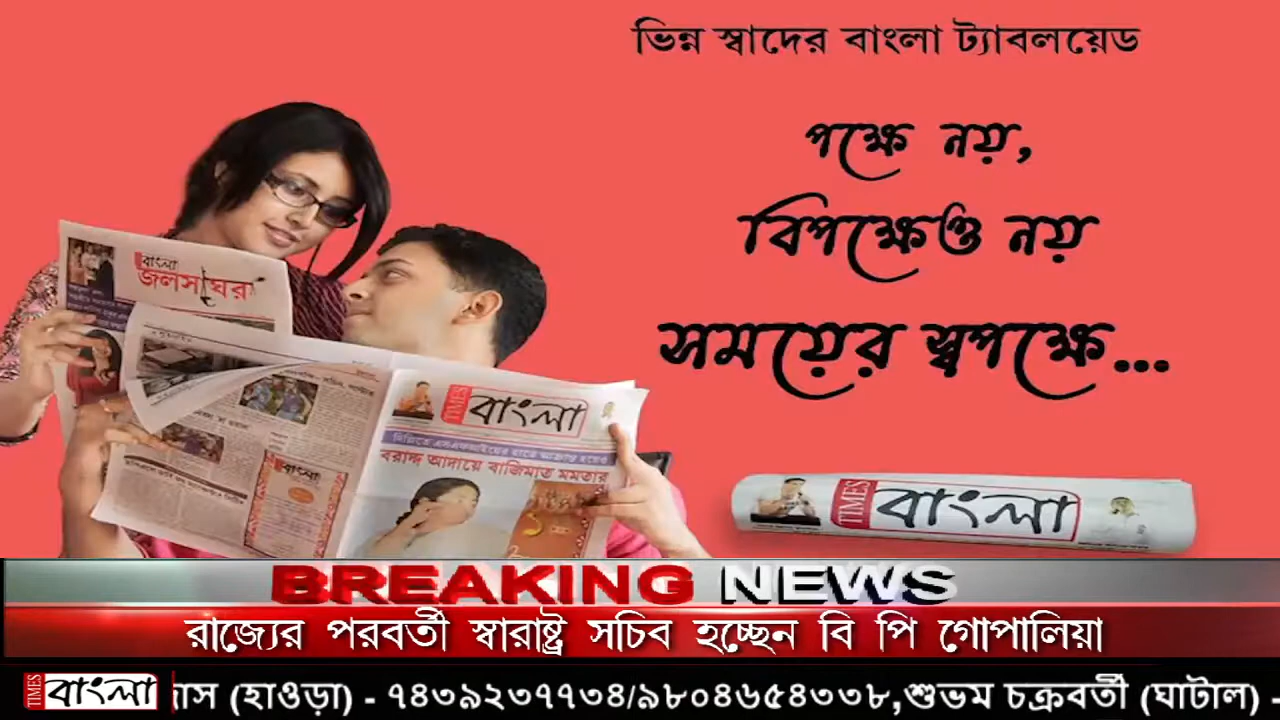 ভিন্ন স্বাদের বাংলা ট্যাবলয়েড
পক্ষে নয়,
বিপক্ষেও নয়
সময়ের স্বপক্ষে...
বাংলা
জলসাঘর
TIMES বাংলা
বরাদ্দ আদায়ে বাজিমাত মমতার
বাংলা
TIMES বাংলা
BREAKING NEWS
রাজ্যের পরবর্তী স্বারাষ্ট্র সচিব হচ্ছেন বি পি গোপালিয়া
TIMES বাংলা দাস (হাওড়া) - ৭৪৩৯২৩৭৭৩৪/৯৮০৪৬৫৪৩৩৮,শুভম চক্রবর্তী (ঘাটাল) -